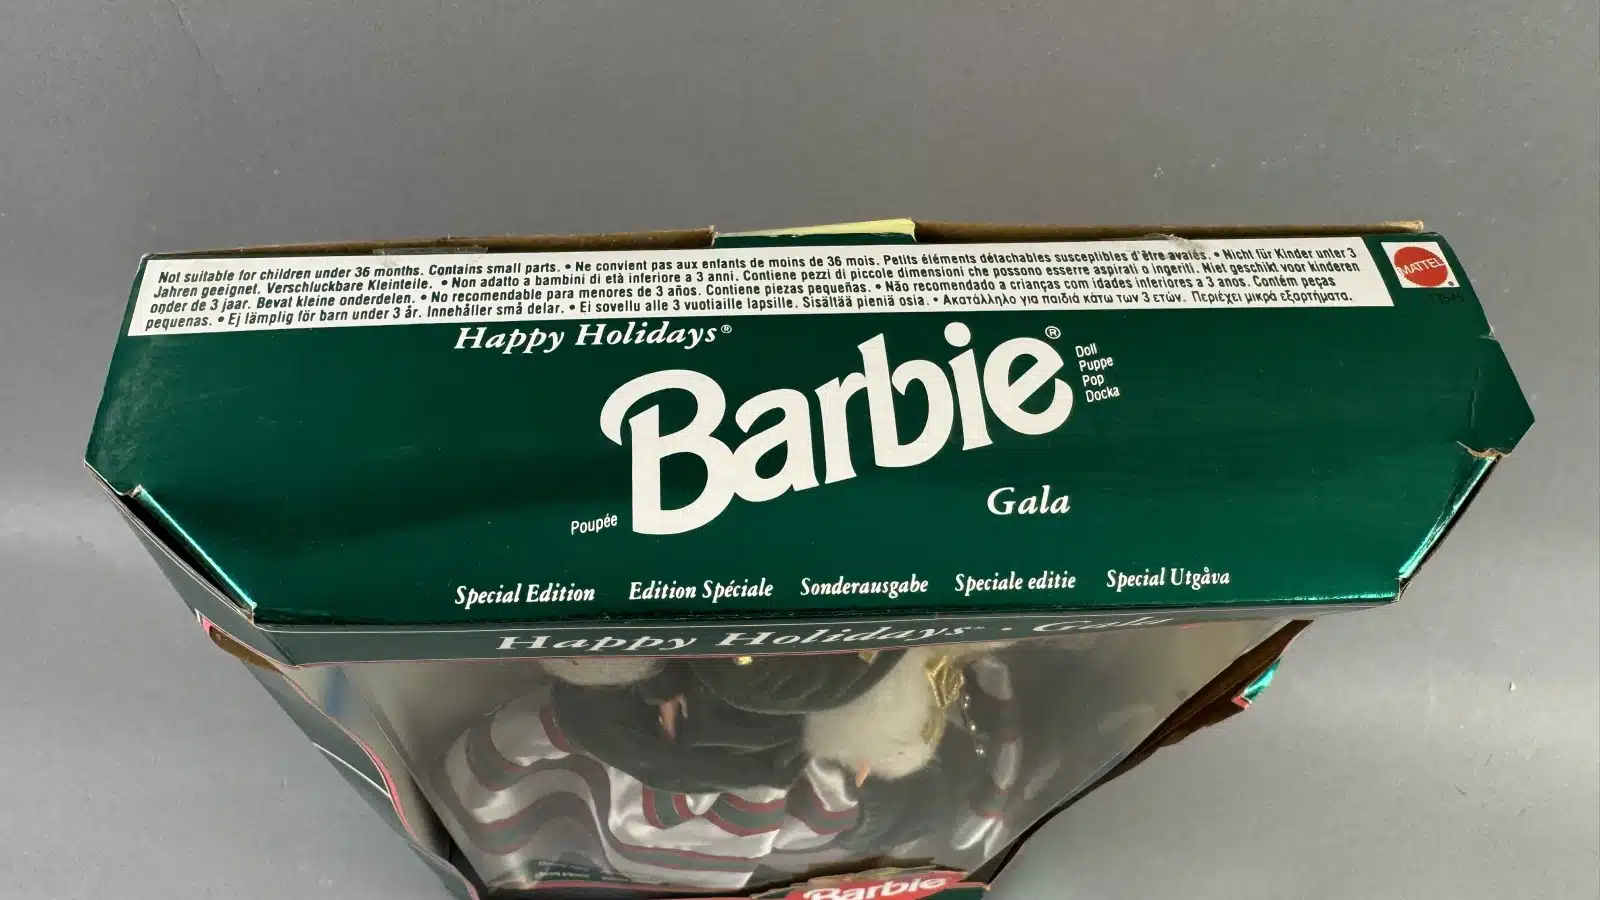 Not suitable for children under 36 months. Contains small parts. • Ne convient pas aux enfants de moins de 36 mois. Petits éléments détachables susceptibles d'être avalés. • Nicht für Kinder unter 3
Jahren geeignet. Verschluckbare Kleinteile. • Non adatto a bambini di età inferiore a 3 anni. Contiene pezzi di piccole dimensioni che possono esserre aspirati o ingeriti. Niet geschikt voor kinderen
onder de 3 jaar. Bevat kleine onderdelen. • No recomendable para menores de 3 años. Contiene piezas pequeñas. • Não recomendado a crianças com idades inferiores a 3 anos. Contém peças
pequenas. • Ej lämplig för barn under 3 år. Innehåller små delar. • Ei sovellu alle 3 vuotiaille lapsille. Sisältää pieniä osia. • Ακατάλληλο για παιδιά κάτω των 3 ετών. Περιέχει μικρά εξαρτήματα.
MATTEL
Happy Holidays®
Barbie®
Doll
Puppe
Pop
Docka
Poupée
Gala
Special Edition Edition Spéciale Sonderausgabe Speciale editie Special Utgåva
Happy Holidays • Gala
Barbie